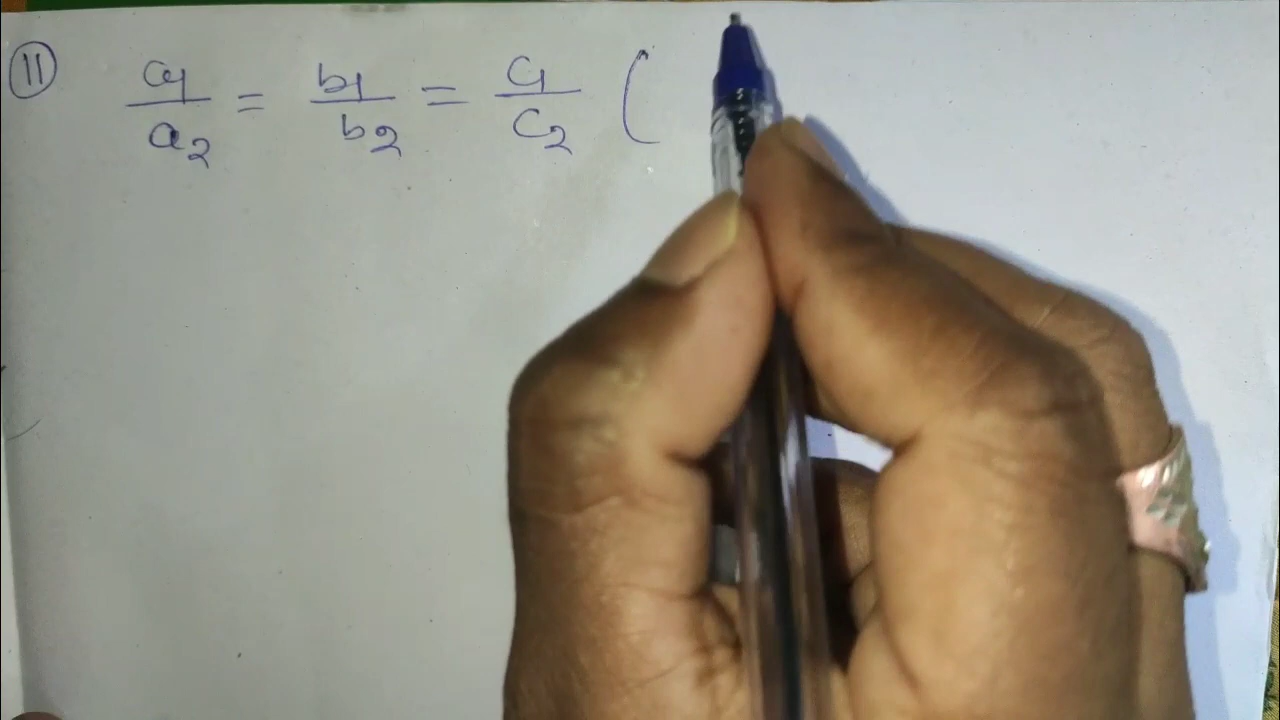 ⑪ a1/a2 = b1/b2 = c1/c2 (